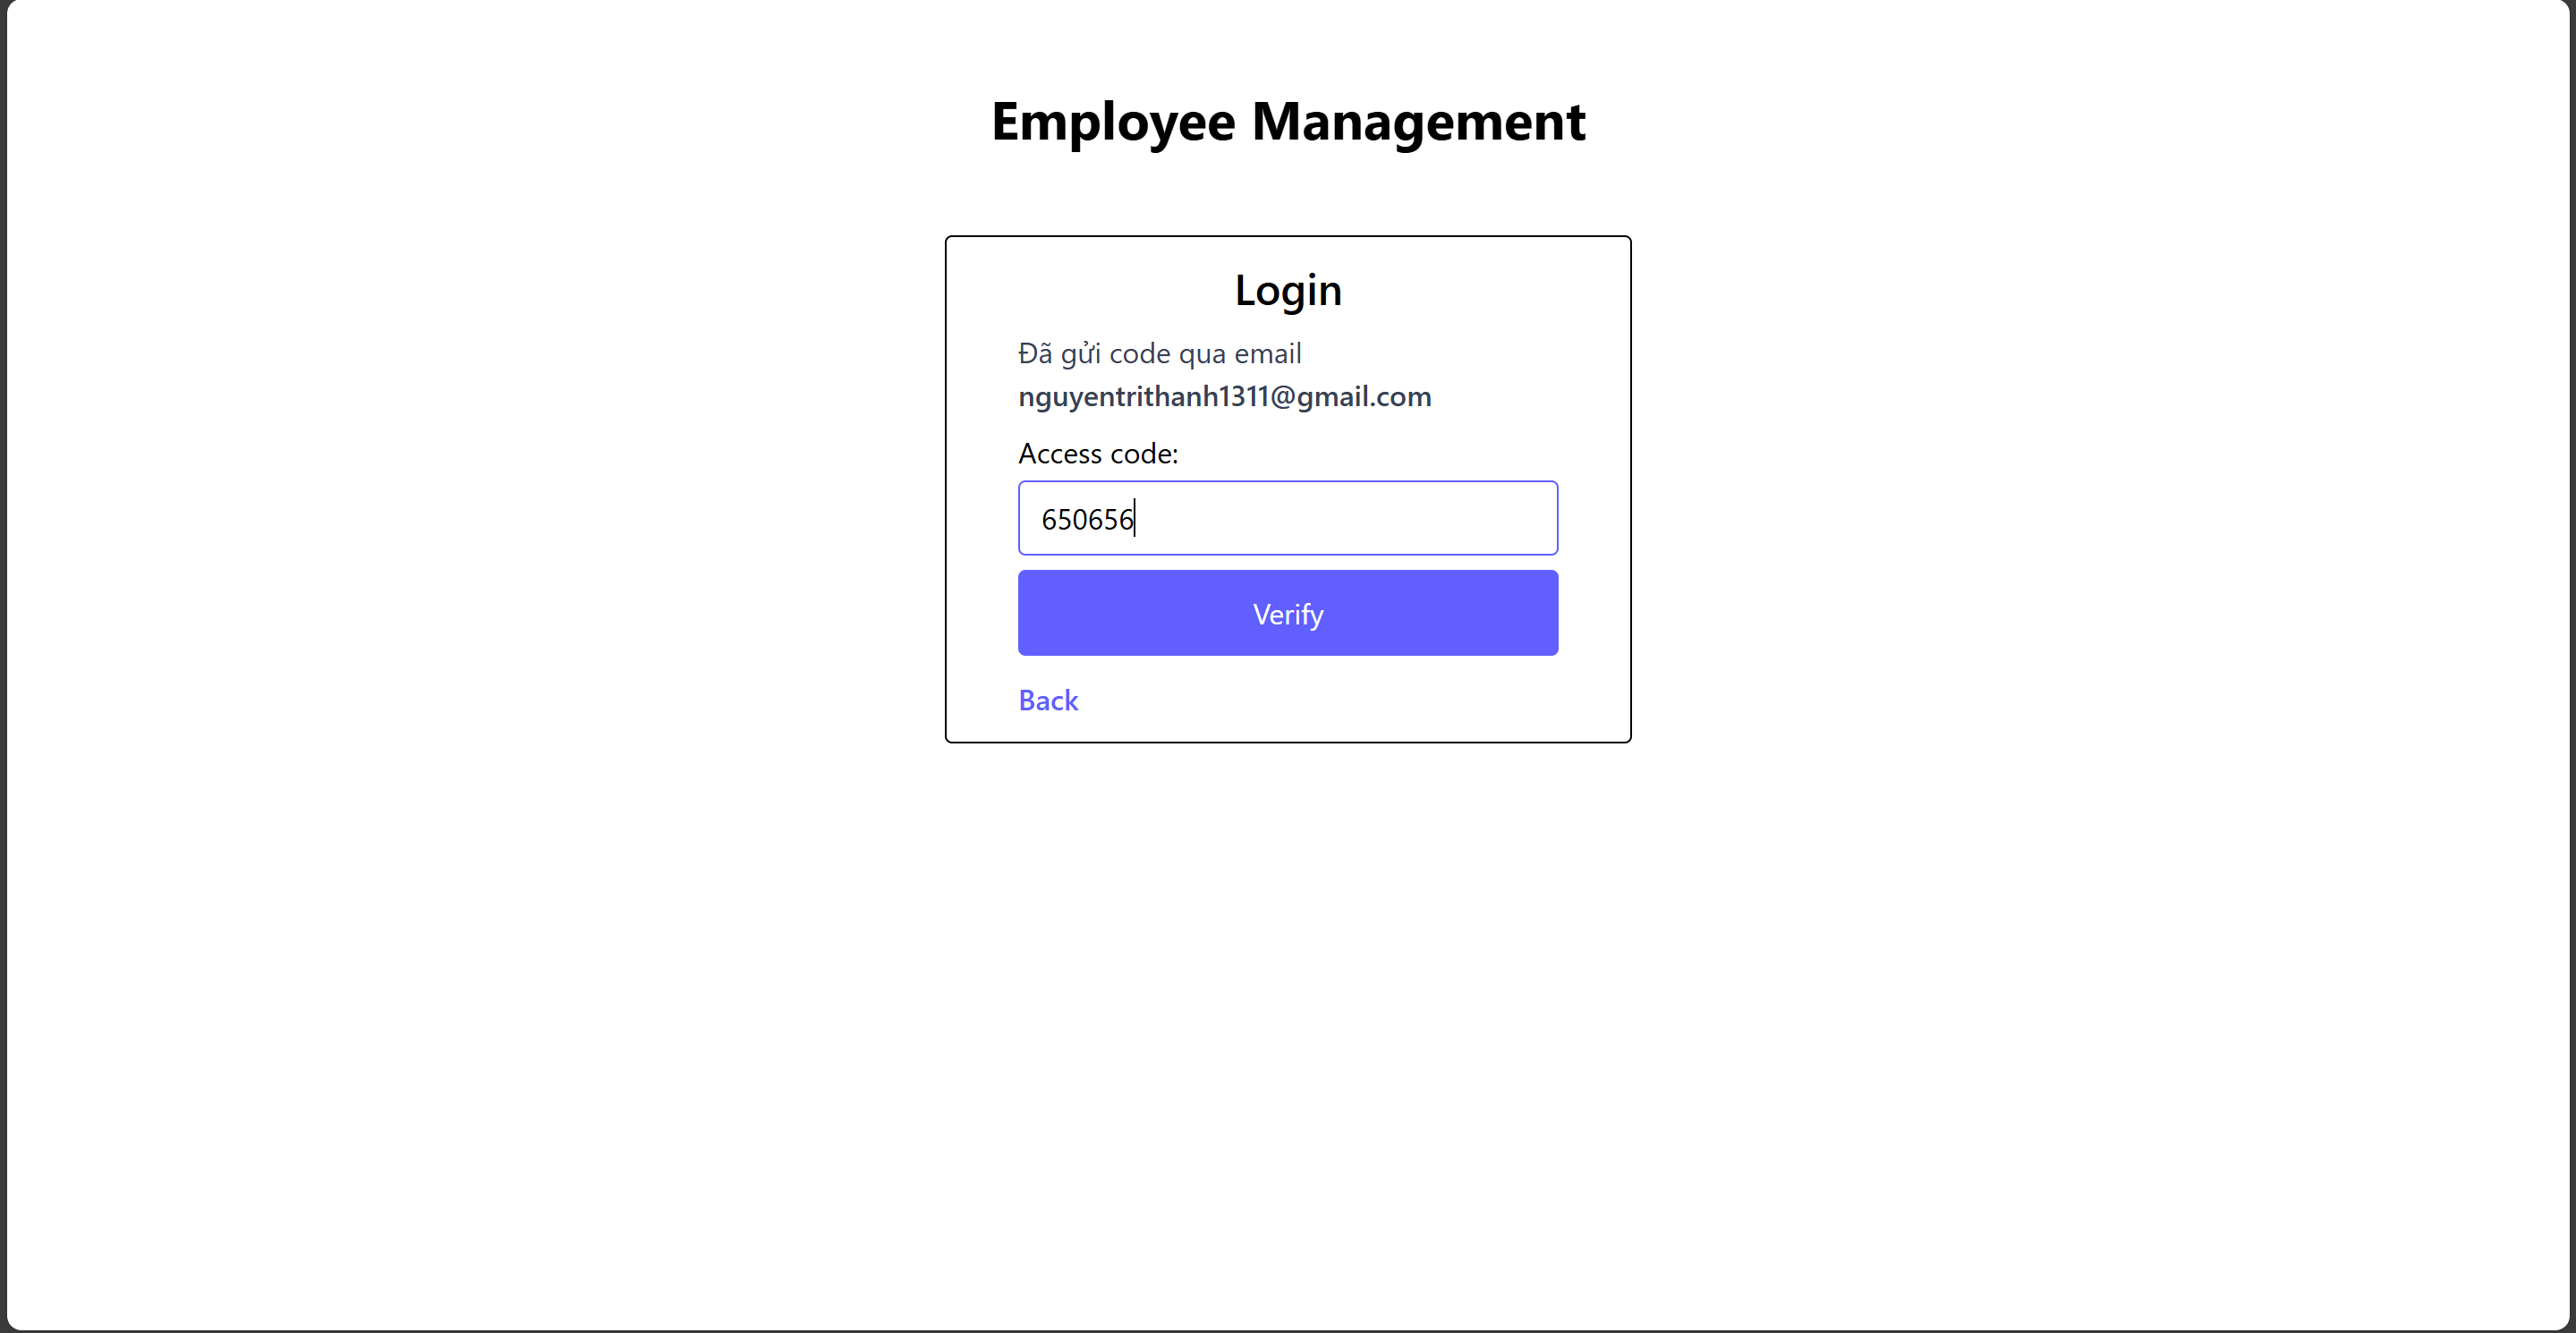 Employee Management
Login
Đã gửi code qua email
nguyentrithanh1311@gmail.com
Access code:
650656
Verify
Back